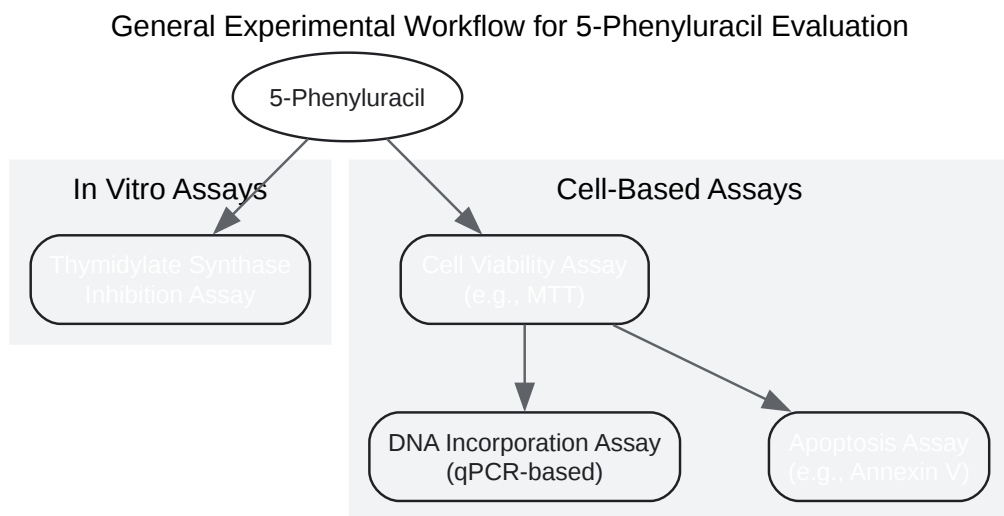 General Experimental Workflow for 5-Phenyluracil Evaluation
5-Phenyluracil
In Vitro Assays
Cell-Based Assays
Thymidylate Synthase
Inhibition Assay
Cell Viability Assay
(e.g., MTT)
DNA Incorporation Assay
(qPCR-based)
Apoptosis Assay
(e.g., Annexin V)